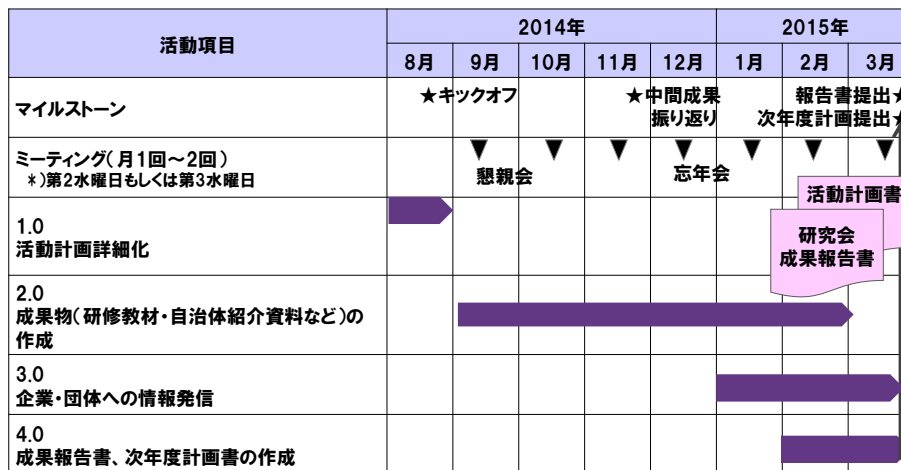 活動項目
2014年
2015年
8月
9月
10月
11月
12月
1月
2月
3月
マイルストーン
★キックオフ
★中間成果
振り返り
報告書提出★
次年度計画提出★
ミーティング(月1回～2回)
*)第2水曜日もしくは第3水曜日
▼ ▼ ▼ ▼ ▼ ▼ ▼
懇親会
忘年会
活動計画書
研究会
成果報告書
1.0
活動計画詳細化
2.0
成果物(研修教材・自治体紹介資料など)の
作成
3.0
企業・団体への情報発信
4.0
成果報告書、次年度計画書の作成